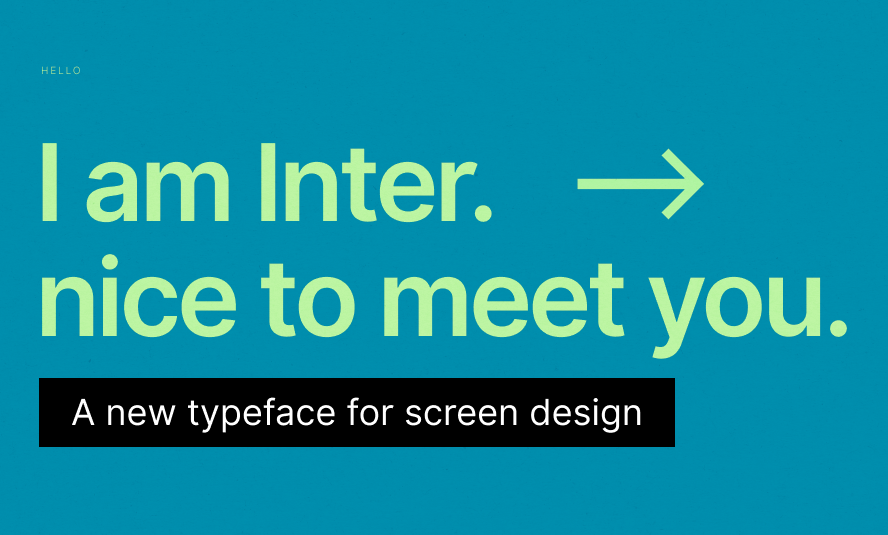 HELLO
I am Inter. →
nice to meet you.
A new typeface for screen design